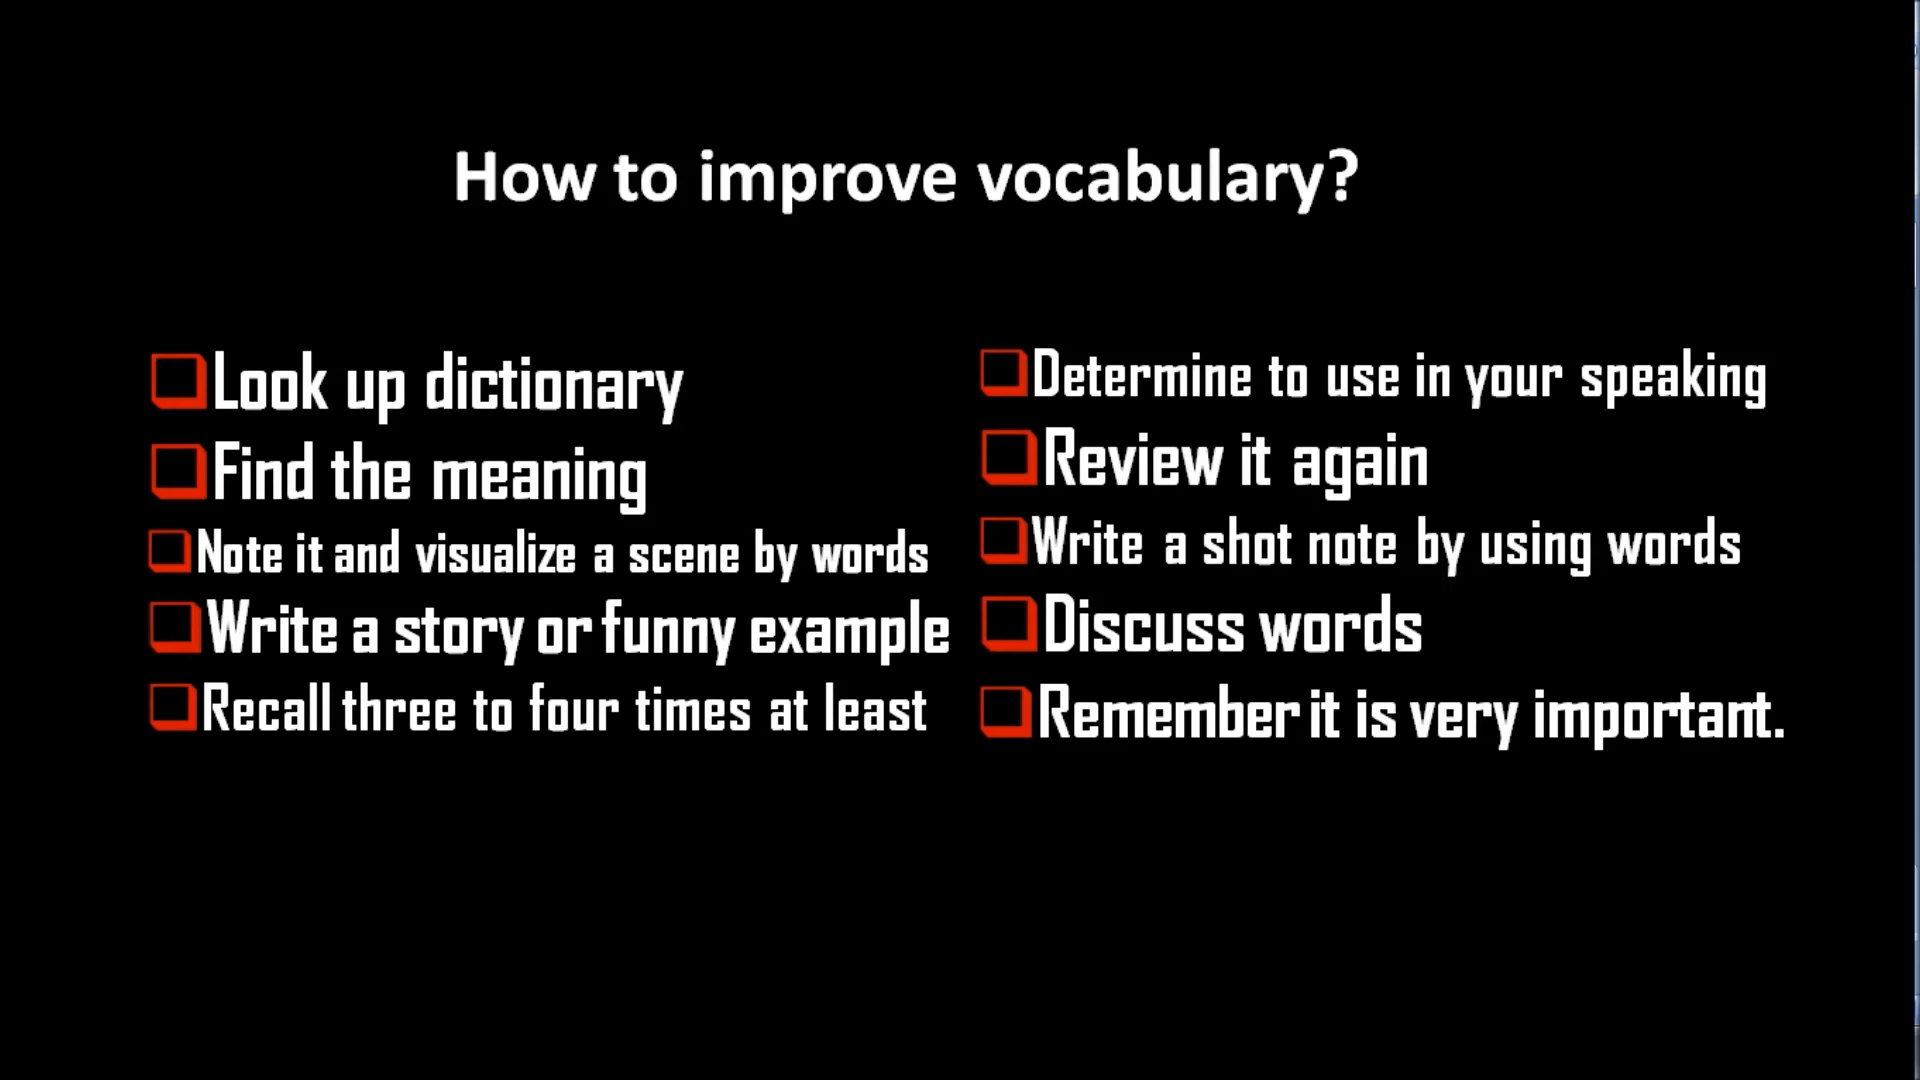 How to improve vocabulary?
Look up dictionary
Find the meaning
Note it and visualize a scene by words
Write a story or funny example
Recall three to four times at least
Determine to use in your speaking
Review it again
Write a shot note by using words
Discuss words
Remember it is very important.